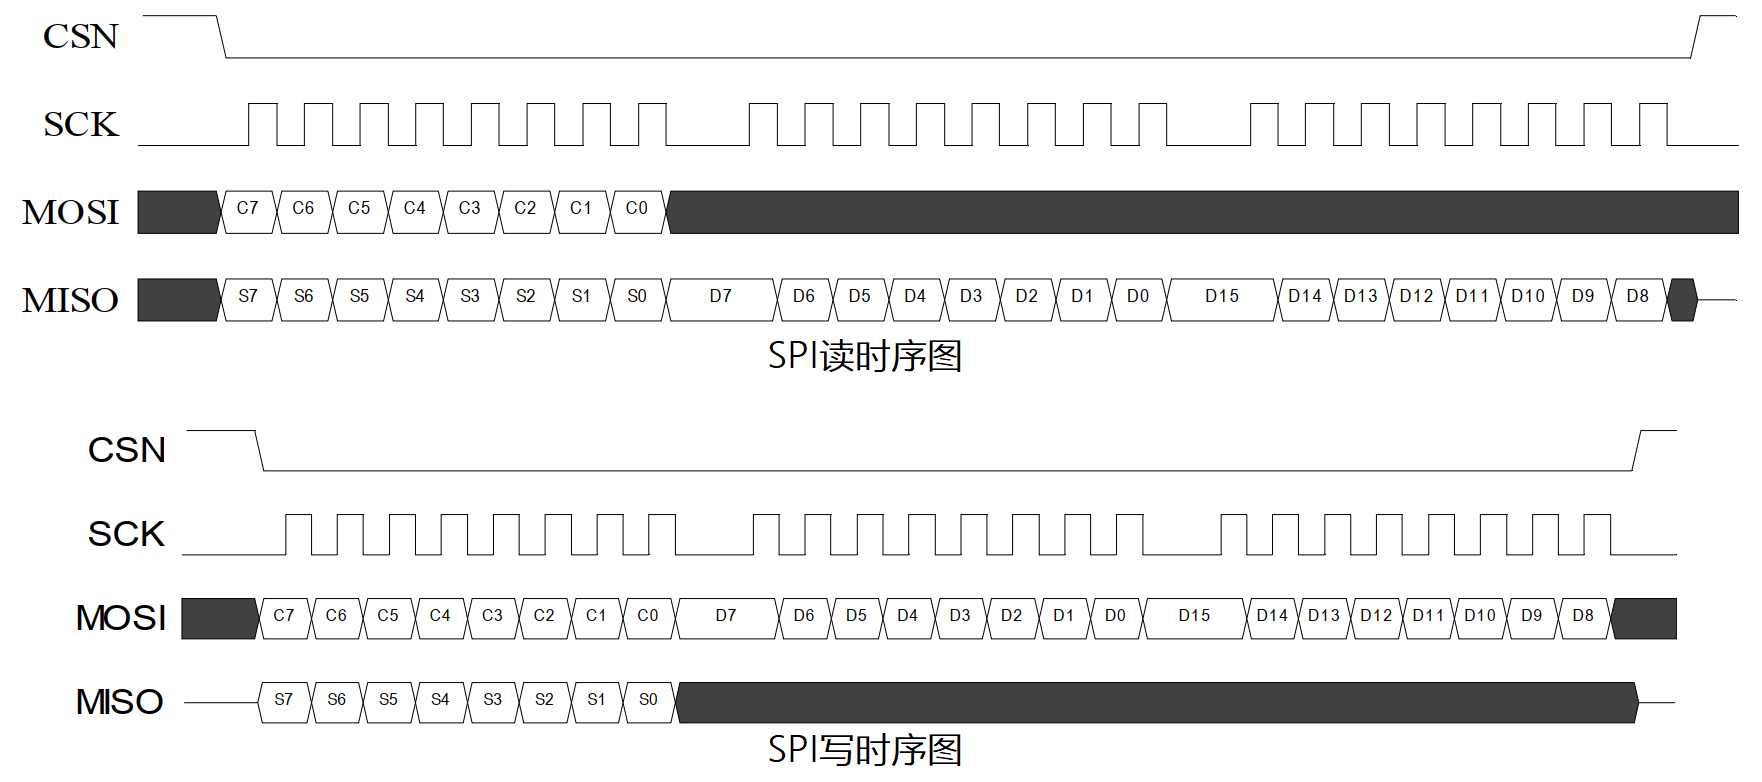 CSN
SCK
MOSI C7 C6 C5 C4 C3 C2 C1 C0
MISO S7 S6 S5 S4 S3 S2 S1 S0 D7 D6 D5 D4 D3 D2 D1 D0 D15 D14 D13 D12 D11 D10 D9 D8
SPI读时序图
CSN
SCK
MOSI C7 C6 C5 C4 C3 C2 C1 C0 D7 D6 D5 D4 D3 D2 D1 D0 D15 D14 D13 D12 D11 D10 D9 D8
MISO S7 S6 S5 S4 S3 S2 S1 S0
SPI写时序图